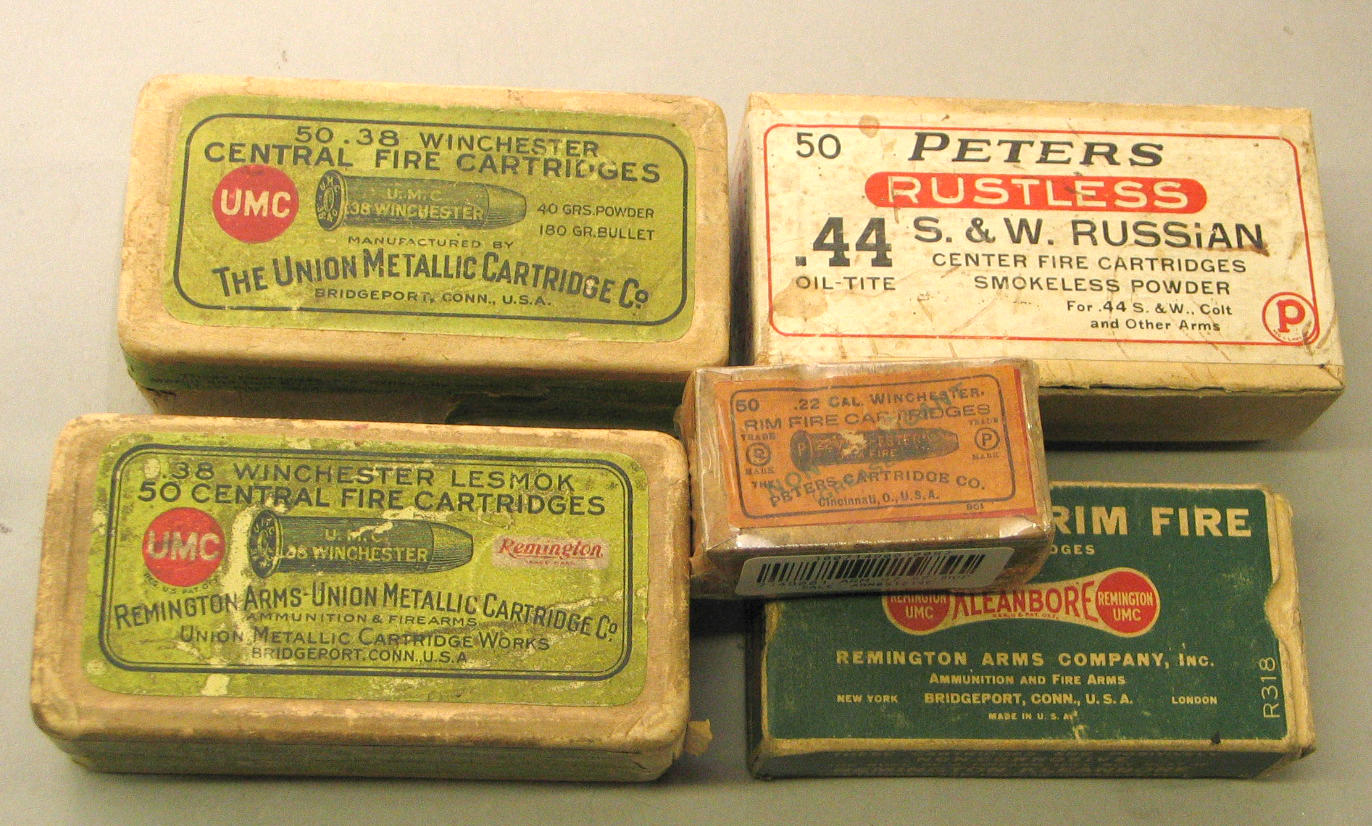 50 .38 WINCHESTER
CENTRAL FIRE CARTRIDGES
UMC
U.M.C.
.38 WINCHESTER
40 GRS. POWDER
180 GR. BULLET
MANUFACTURED BY
THE UNION METALLIC CARTRIDGE Co.
BRIDGEPORT, CONN., U.S.A.
50 PETERS
RUSTLESS
.44 S. & W. RUSSiAN
OIL-TITE
CENTER FIRE CARTRIDGES
SMOKELESS POWDER
For .44 S. & W., Colt
and Other Arms
P
.38 WINCHESTER LESMOK
50 CENTRAL FIRE CARTRIDGES
UMC
U.M.C.
.38 WINCHESTER
Remington
REMINGTON ARMS-UNION METALLIC CARTRIDGE Co.
AMMUNITION & FIREARMS
UNION METALLIC CARTRIDGE WORKS
BRIDGEPORT, CONN., U.S.A.
50 .22 CAL. WINCHESTER
RIM FIRE CARTRIDGES
TRADE MARK
R
TRADE MARK
P
THE
PETERS CARTRIDGE CO.
Cincinnati, O., U.S.A.
RIM FIRE
REMINGTON UMC
KLEANBORE
REMINGTON UMC
REMINGTON ARMS COMPANY, INC.
AMMUNITION AND FIRE ARMS
NEW YORK BRIDGEPORT, CONN., U. S. A. LONDON
MADE IN U. S. A.
R318